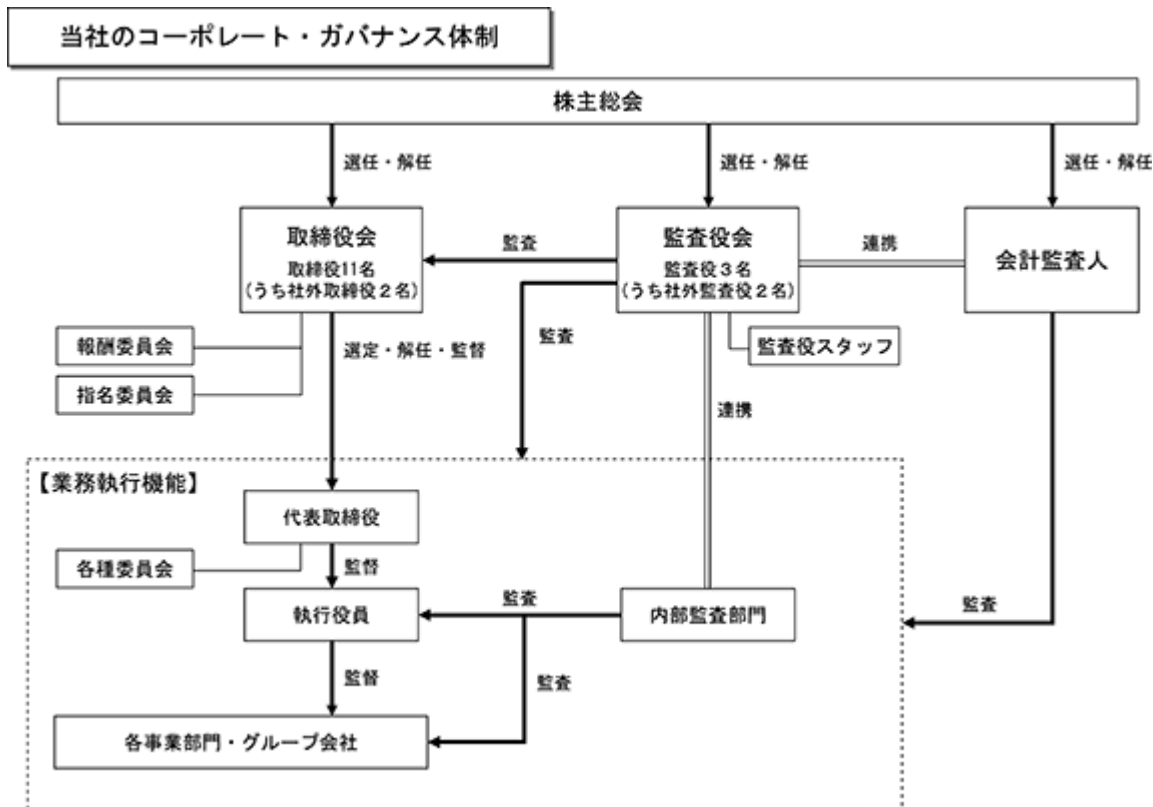 当社のコーポレート・ガバナンス体制
株主総会
選任・解任
選任・解任
選任・解任
取締役会
取締役11名
(うち社外取締役２名)
監査
監査役会
監査役３名
(うち社外監査役２名)
連携
会計監査人
報酬委員会
指名委員会
選定・解任・監督
監査
監査役スタッフ
連携
【業務執行機能】
代表取締役
各種委員会
監督
執行役員
監査
内部監査部門
監査
監督
監査
各事業部門・グループ会社